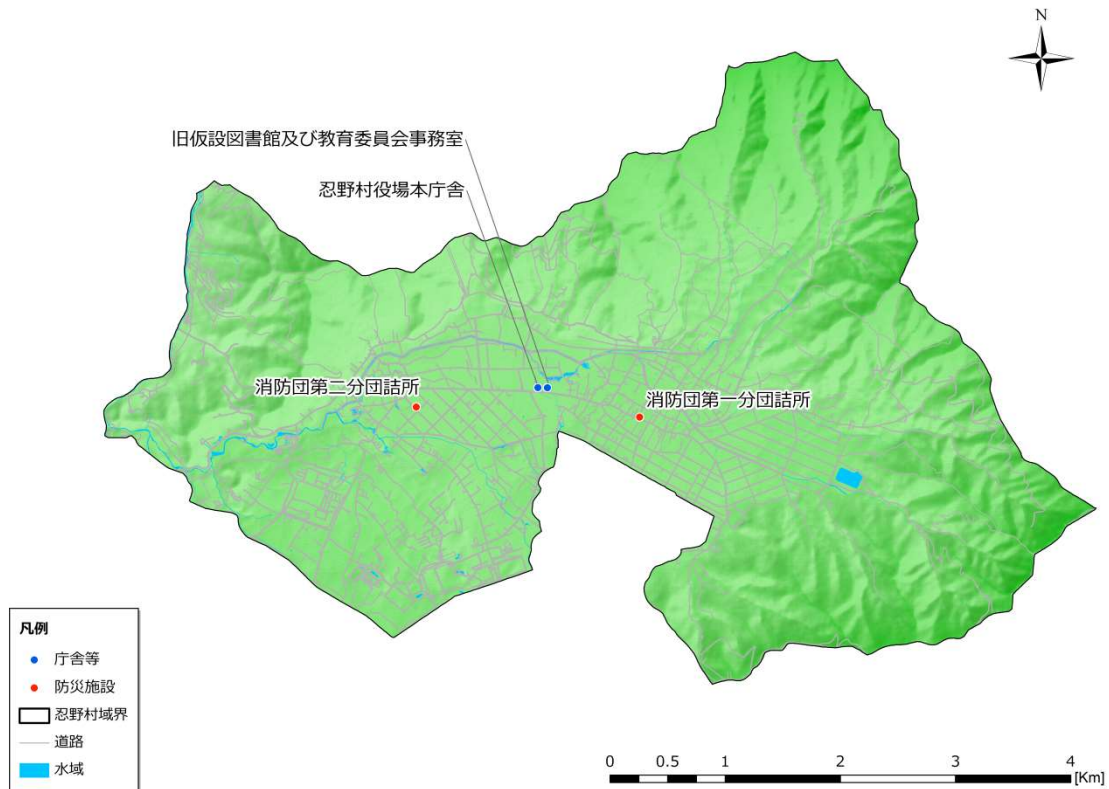 N
旧仮設図書館及び教育委員会事務室
忍野村役場本庁舎
消防団第二分団詰所
消防団第一分団詰所
凡例
庁舎等
防災施設
忍野村域界
道路
水域
0 0.5 1 2 3 4
[Km]